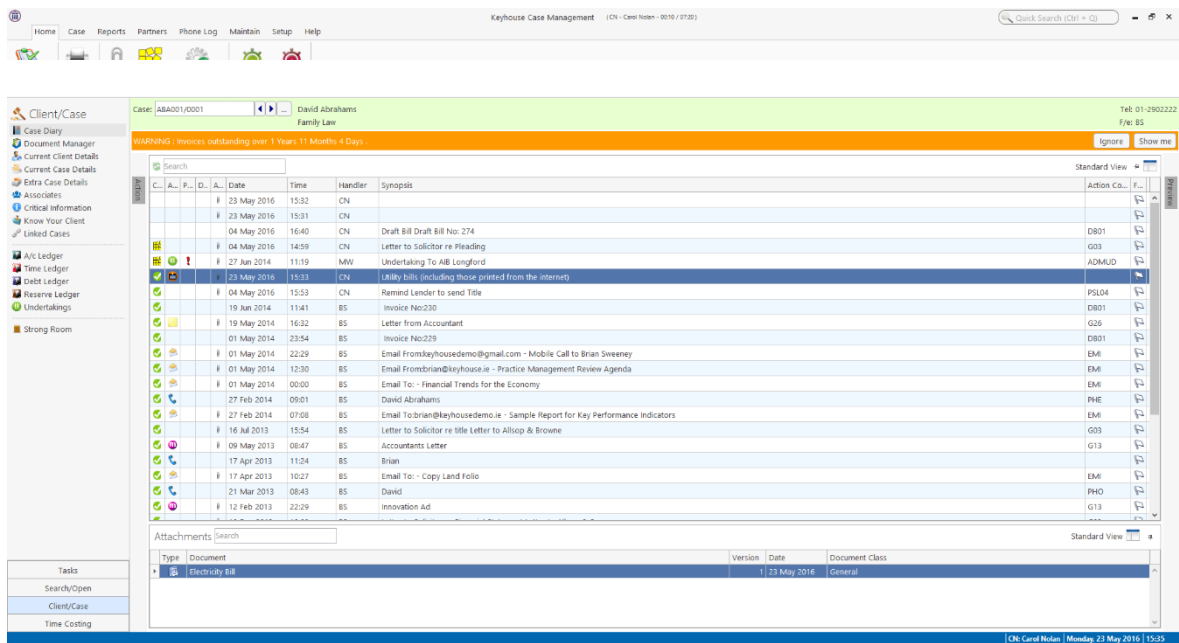 Keyhouse Case Management [CN - Carol Nolan - 0010 / 0720]
Quick Search (Ctrl + Q)
Home Case Reports Partners Phone Log Maintain Setup Help
Client/Case
Case Diary
Document Manager
Current Client Details
Current Case Details
Extra Case Details
Associates
Critical Information
Know Your Client
Linked Cases
A/c Ledger
Time Ledger
Debt Ledger
Reserve Ledger
Undertakings
Strong Room
Tasks
Search/Open
Client/Case
Time Costing
Case: ABA001/0001 ... David Abrahams Tel: 01-2902222
Family Law F/e: BS
WARNING : Invoices outstanding over 1 Years 11 Months 4 Days . Ignore Show me
Action
Search Standard View
Preview
C... A... P... D.. A... Date Time Handler Synopsis Action Co... F...
23 May 2016 15:32 CN
23 May 2016 15:31 CN
04 May 2016 16:40 CN Draft Bill Draft Bill No: 274 DB01
04 May 2016 14:59 CN Letter to Solicitor re Pleading G03
27 Jun 2014 11:19 MW Undertaking To AIB Longford ADMUD
23 May 2016 15:33 CN Utility bills (including those printed from the internet)
04 May 2016 15:53 CN Remind Lender to send Title PSL04
19 Jun 2014 11:41 BS Invoice No:230 DB01
19 May 2014 16:32 BS Letter from Accountant G26
01 May 2014 23:54 BS Invoice No:229 DB01
01 May 2014 22:29 BS Email From:keyhousedemo@gmail.com - Mobile Call to Brian Sweeney EMI
01 May 2014 12:30 BS Email From:brian@keyhouse.ie - Practice Management Review Agenda EMI
01 May 2014 00:00 BS Email To: - Financial Trends for the Economy EMI
27 Feb 2014 09:01 BS David Abrahams PHE
27 Feb 2014 07:08 BS Email To:brian@keyhousedemo.ie - Sample Report for Key Performance Indicators EMI
16 Jul 2013 15:54 BS Letter to Solicitor re title Letter to Allsop & Browne G03
09 May 2013 08:47 BS Accountants Letter G13
17 Apr 2013 11:24 BS Brian
17 Apr 2013 10:27 BS Email To: - Copy Land Folio EMI
21 Mar 2013 08:43 BS David PHO
12 Feb 2013 22:29 BS Innovation Ad G13
Attachments Search Standard View
Type Document Version Date Document Class
Electricity Bill 1 23 May 2016 General
CN: Carol Nolan Monday, 23 May 2016 15:35